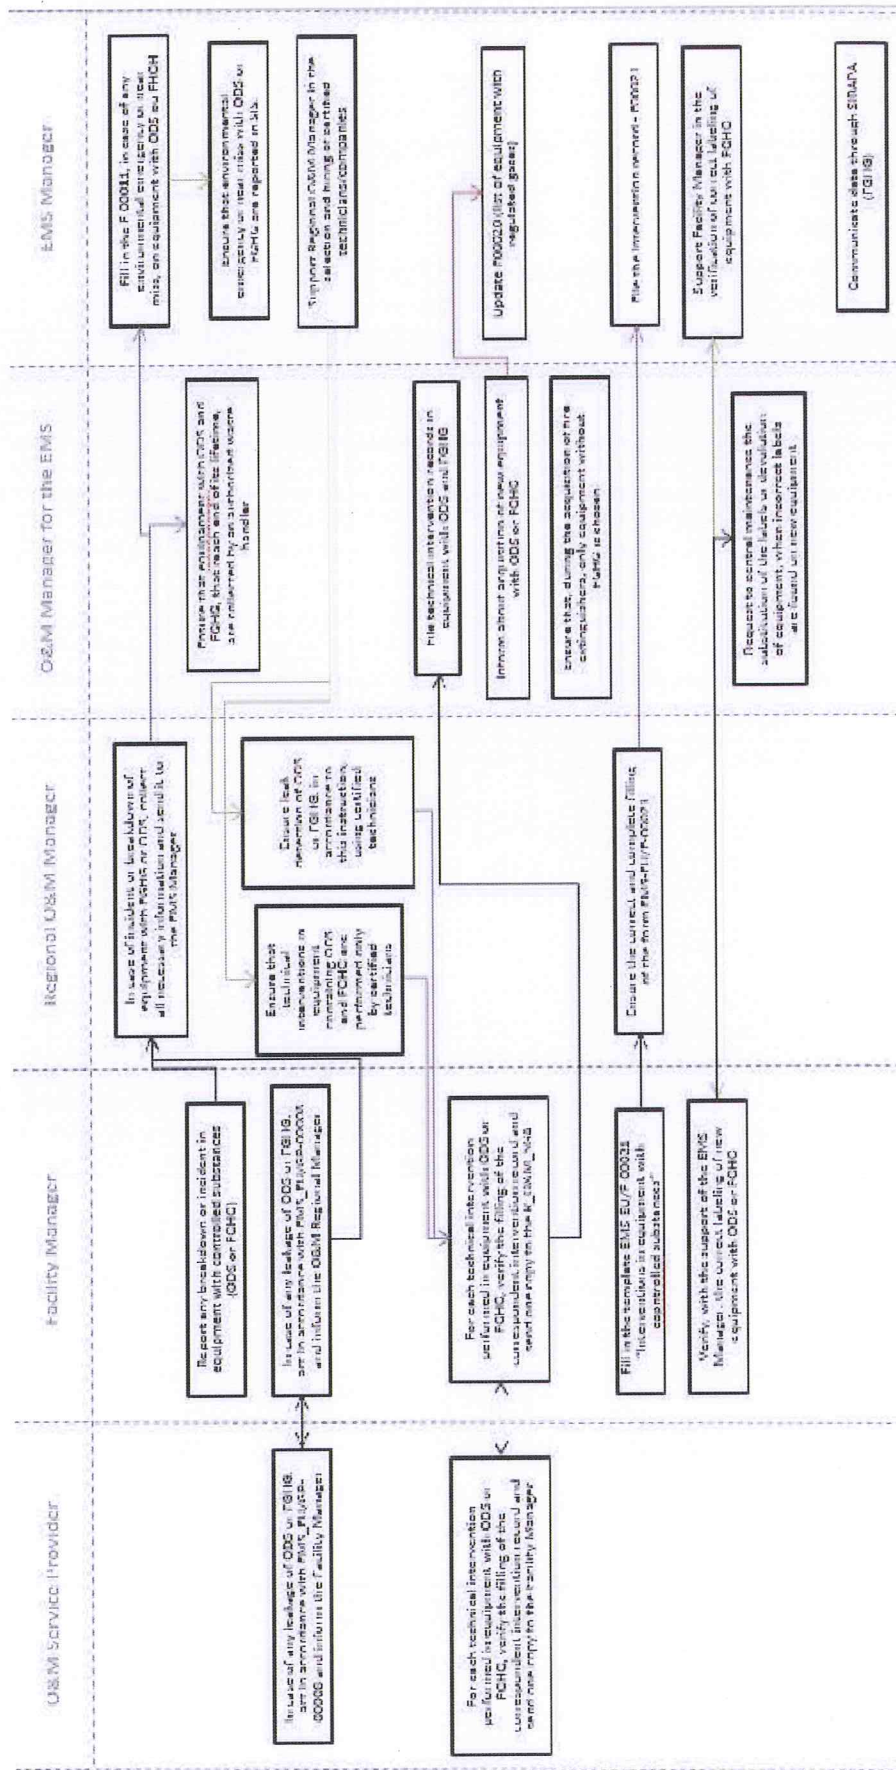 O&M Service Provider
In case of any leakage of ODS or FGHG,
act in accordance with EMS_EU/SP-
and inform the Facility Manager
For each technical intervention
performed in equipment with ODS or
FGHG, verify the filling of the
correspondent intervention record and
send one copy to the Facility Manager
Facility Manager
Report any breakdown or incident in
equipment with controlled substances
(ODS or FGHG)
In case of any leakage of ODS or FGHG,
act in accordance with
and inform the O&M Regional Manager
For each technical intervention
performed in equipment with ODS or
FGHG, verify the filling of the
correspondent intervention record and
send one copy to the
Fill in the template EMS EU/F-00021
"Interventions in equipment with
controlled substances"
Verify, with the support of the EMS
Manager, the correct labeling of new
equipment with ODS or FGHG
Regional O&M Manager
In case of incident or breakdown of
equipment with FGHG or ODS, collect
all necessary information and send it to
the EMS Manager
Ensure that
technical
interventions in
equipment
containing ODS
and FGHG are
performed only
by certified
technicians
Ensure leak
detection of ODS
or FGHG, in
accordance to
this instruction,
using certified
technicians
Ensure the correct and complete filling
of the form EMS-EU/F-00021
O&M Manager for the EMS
Ensure that equipment with ODS and
FGHG, that reach end of its lifetime,
are collected by an authorized waste
handler
File technical intervention records in
equipment with ODS and FGHG
Inform about acquisition of new equipment
with ODS or FGHG
Ensure that, during the acquisition of fire
extinguishers, only equipment without
FGHG is chosen
Request to central maintenance the
substitution of the labels or devolution
of equipment, when incorrect labels
are found on new equipment
EMS Manager
Fill in the F 00011, in case of any
environmental emergency or near
miss, on equipment with ODS ou FHGH
Ensure that environmental
emergency or near miss with ODS or
FGHG are reported in SIS.
Support Regional O&M Manager in the
selection and hiring of certified
technicians/companies
Update F00020 (list of equipment with
regulated gases)
File the intervention record - F00021
Support Facility Manager in the
verification of correct labeling of
equipment with FGHG
Communicate data through SIRAPA
(FGHG)